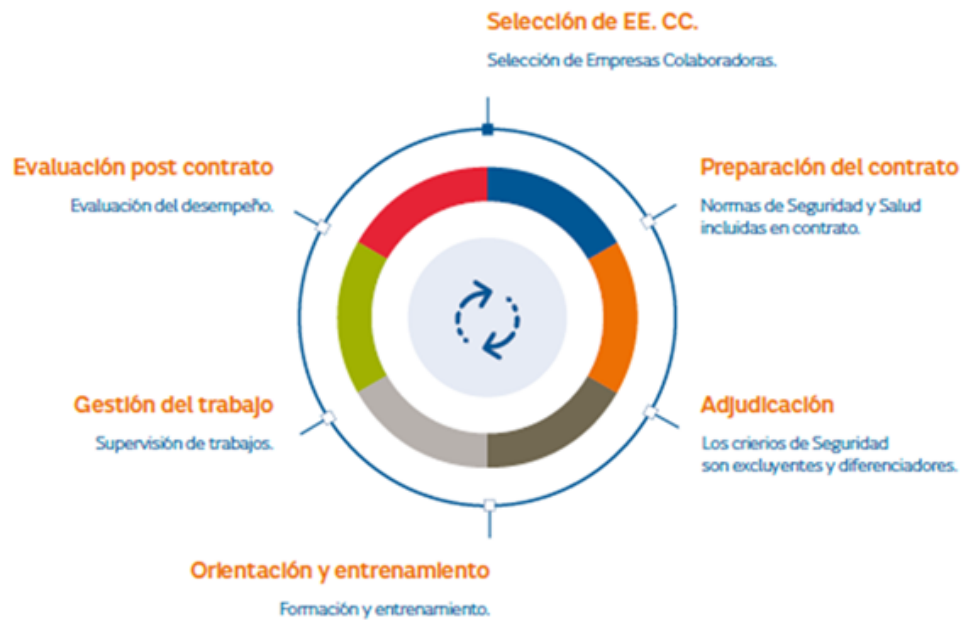 Selección de EE. CC.
Selección de Empresas Colaboradoras.
Preparación del contrato
Normas de Seguridad y Salud
incluidas en contrato.
Adjudicación
Los crierios de Seguridad
son excluyentes y diferenciadores.
Orientación y entrenamiento
Formación y entrenamiento.
Gestión del trabajo
Supervisión de trabajos.
Evaluación post contrato
Evaluación del desempeño.